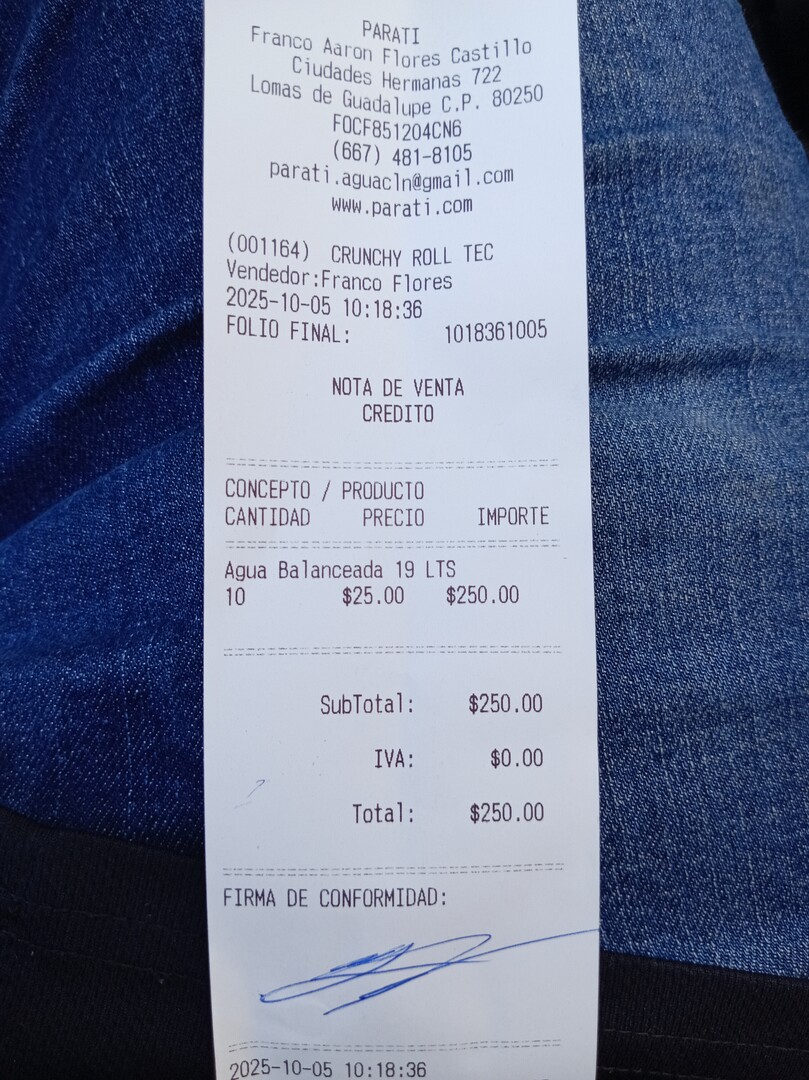 PARATI
Franco Aaron Flores Castillo
Ciudades Hermanas 722
Lomas de Guadalupe C.P. 80250
FOCF851204CN6
(667) 481-8105
parati.aguacln@gmail.com
www.parati.com
(001164) CRUNCHY ROLL TEC
Vendedor:Franco Flores
2025-10-05 10:18:36
FOLIO FINAL: 1018361005
NOTA DE VENTA
CREDITO
CONCEPTO / PRODUCTO
CANTIDAD PRECIO IMPORTE
Agua Balanceada 19 LTS
10 $25.00 $250.00
SubTotal: $250.00
IVA: $0.00
Total: $250.00
FIRMA DE CONFORMIDAD:
2025-10-05 10:18:36